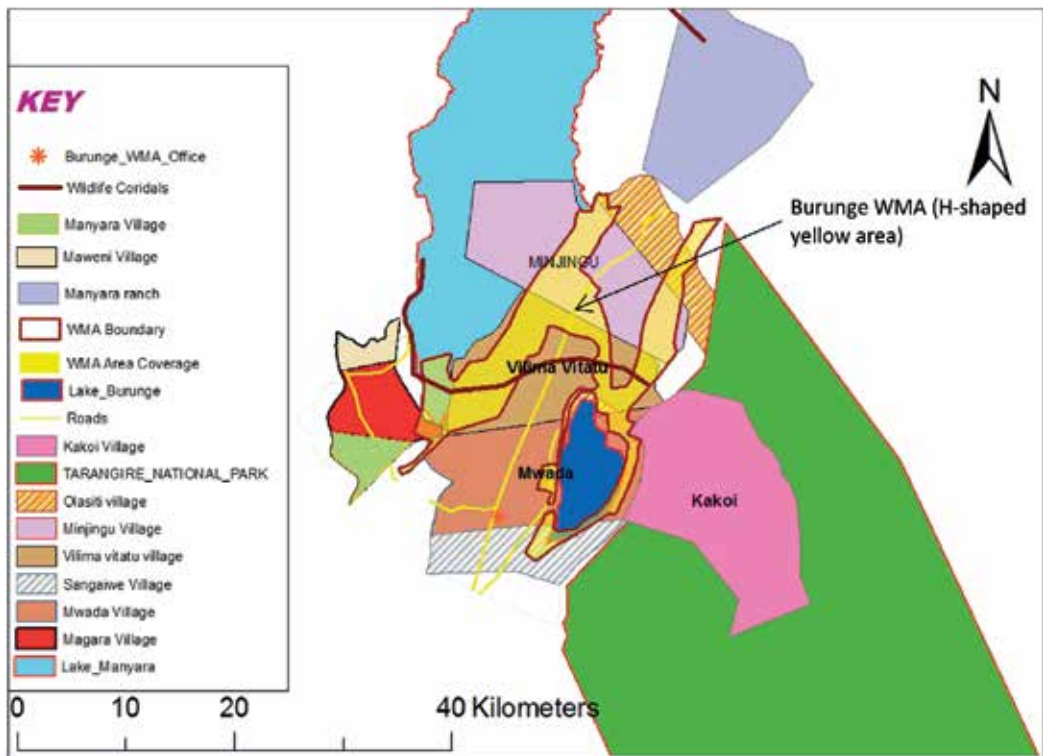 KEY
Burunge_WMA_Office
Wildlife Coridals
Manyara Village
Maweni Village
Manyara ranch
WMA Boundary
WMA Area Coverage
Lake_Burunge
Roads
Kakoi Village
TARANGIRE_NATIONAL_PARK
Olasiti village
Minjingu Village
Vilima vitatu village
Sangaiwe Village
Mwada Village
Magara Village
Lake_Manyara
N
Burunge WMA (H-shaped
yellow area)
MINJINGU
Vilima Vitatu
Mwada
Kakoi
0 10 20 40 Kilometers